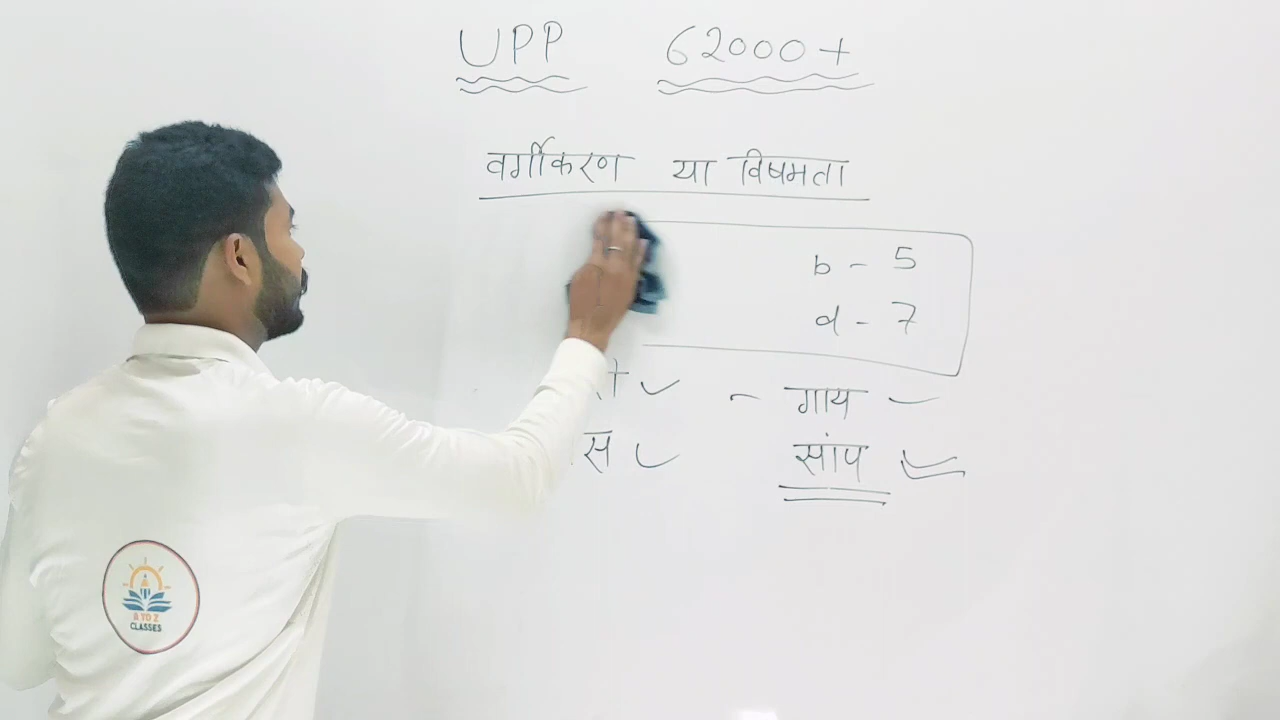 UPP 62000+
वर्गीकरण या विषमता
b - 5
d - 7
- गाय
स सांप
A TO Z
CLASSES